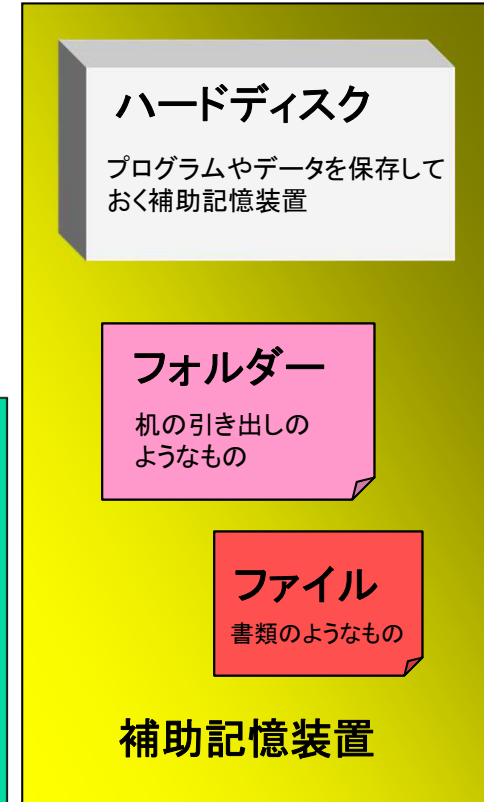 ハードディスク
プログラムやデータを保存して
おく補助記憶装置
フォルダー
机の引き出しの
ようなもの
ファイル
書類のようなもの
補助記憶装置